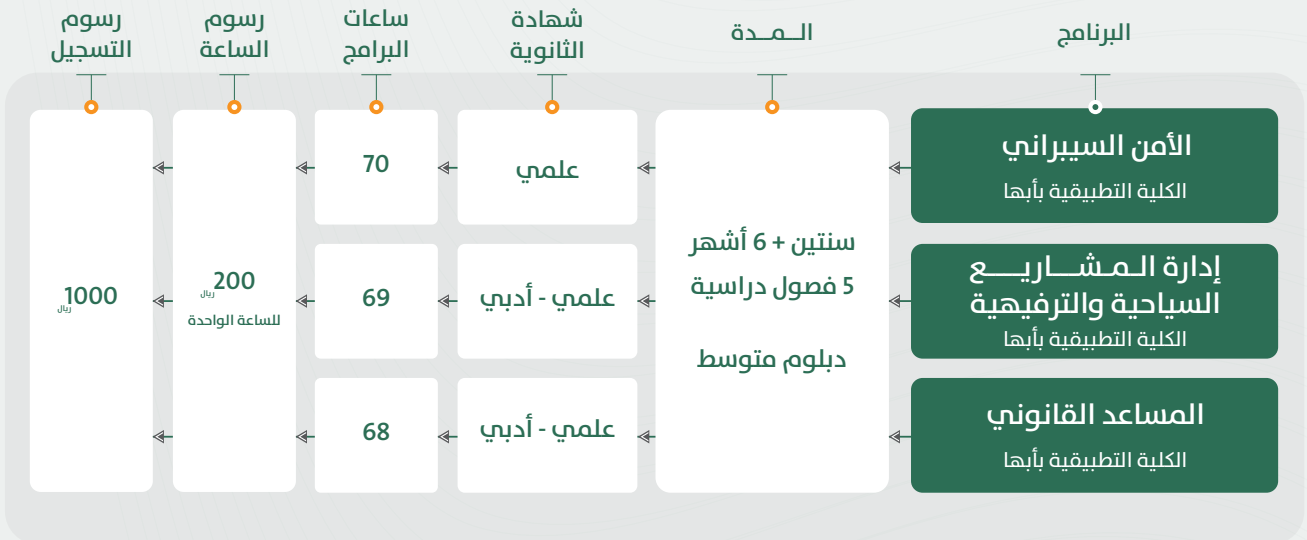 البرنامج
الـمــدة
شهادة
الثانوية
ساعات
البرامج
رسوم
الساعة
رسوم
التسجيل
الأمن السيبراني
الكلية التطبيقية بأبها
إدارة الـمـشـــاريـــــع
السياحية والترفيهية
الكلية التطبيقية بأبها
المساعد القانوني
الكلية التطبيقية بأبها
سنتين + 6 أشهر
5 فصول دراسية
دبلوم متوسط
علمي
علمي - أدبي
علمي - أدبي
70
69
68
200 ريال
للساعة الواحدة
1000 ريال